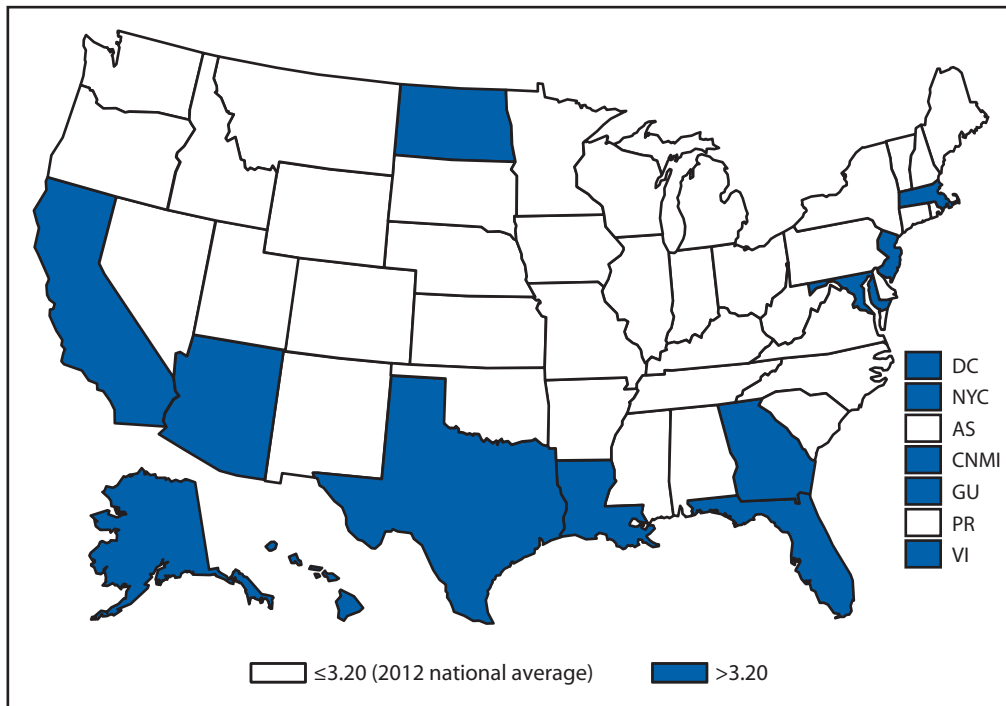 DC
NYC
AS
CNMI
GU
PR
VI
≤3.20 (2012 national average)
>3.20